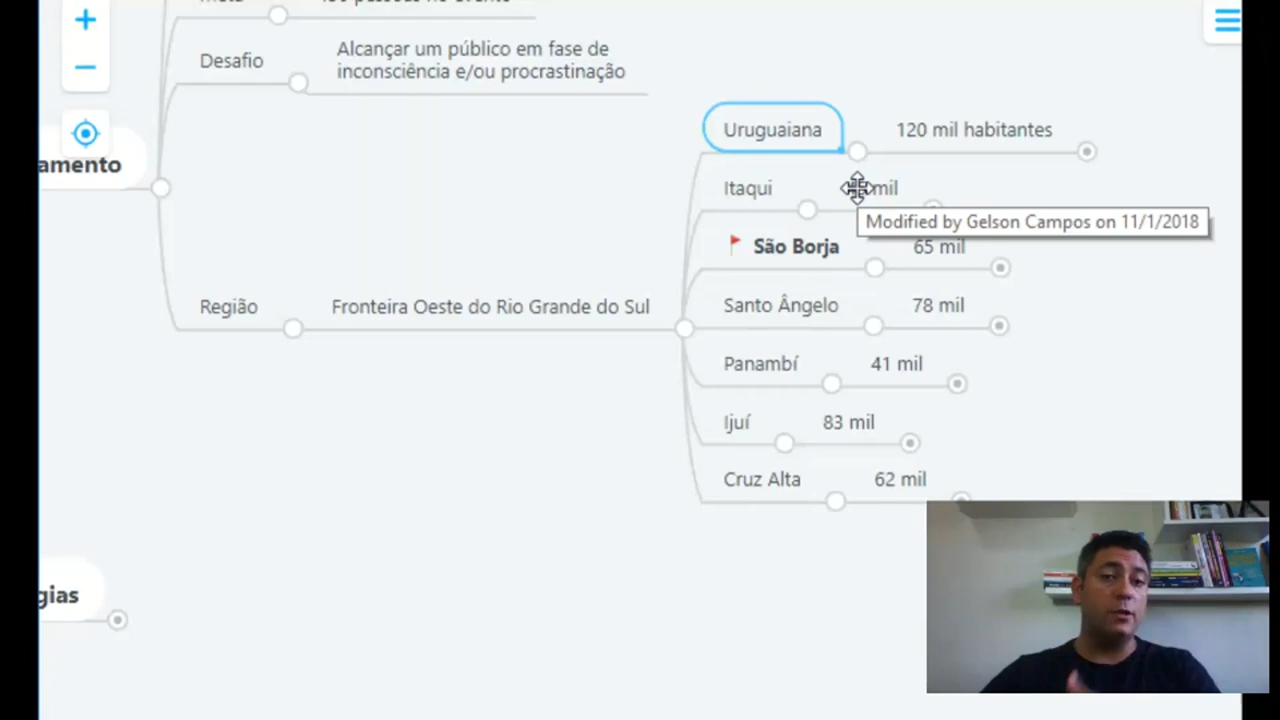 Desafio
Alcançar um público em fase de
inconsciência e/ou procrastinação
Uruguaiana
120 mil habitantes
amento
Itaqui
mil
Modified by Gelson Campos on 11/1/2018
São Borja
65 mil
Região
Fronteira Oeste do Rio Grande do Sul
Santo Ângelo
78 mil
Panambí
41 mil
Ijuí
83 mil
Cruz Alta
62 mil
gias